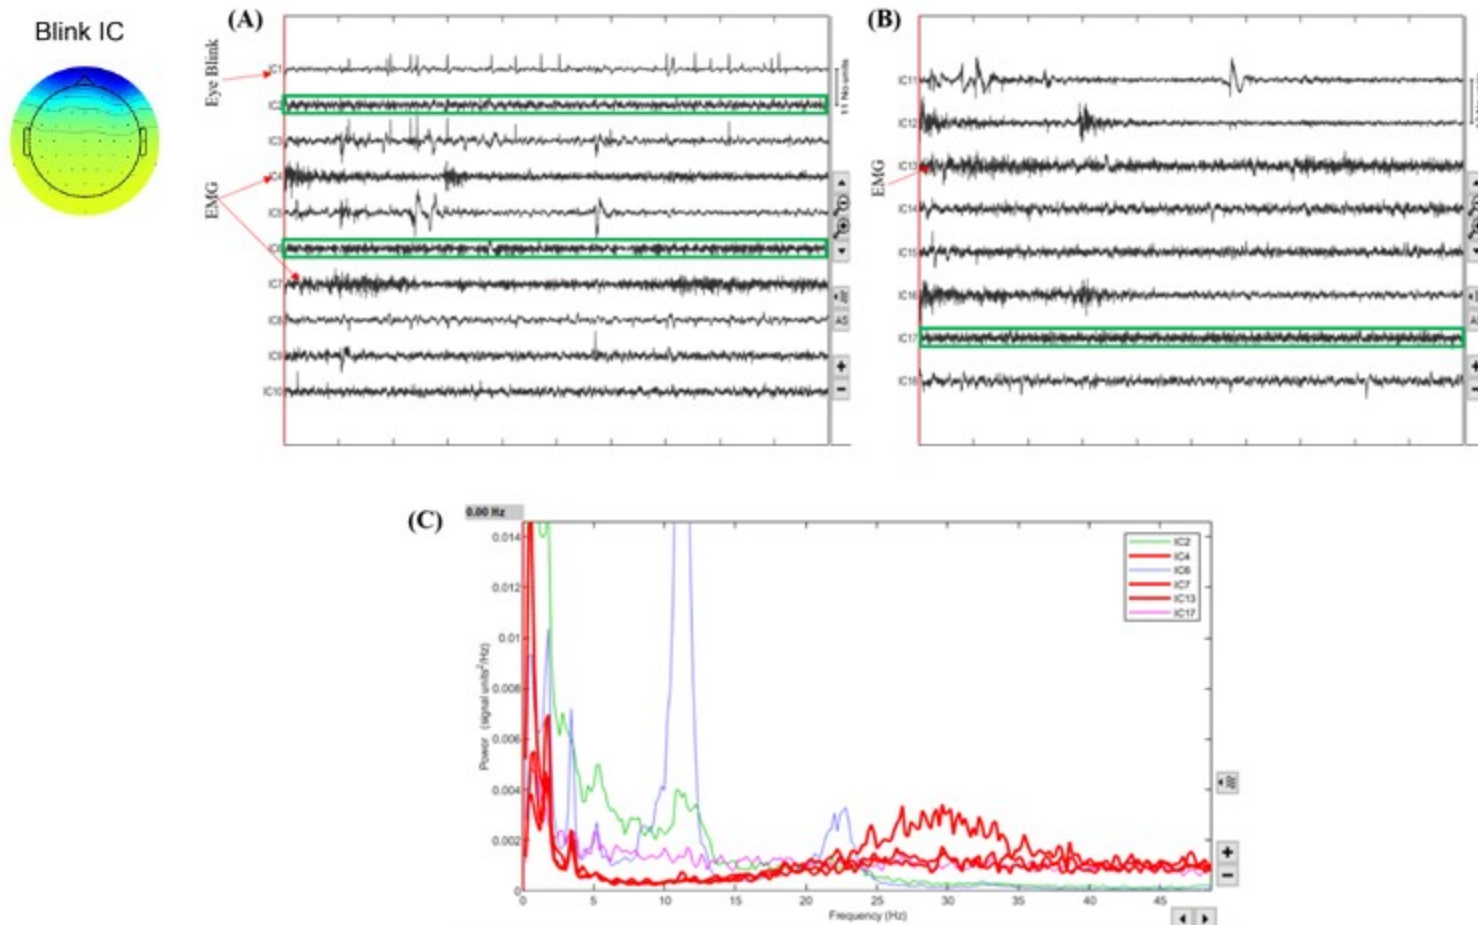 Blink IC
(A)
Eye Blink
EMG
IC1
IC2
IC3
IC4
IC5
IC6
IC7
IC8
IC9
IC10
(B)
EMG
IC11
IC12
IC13
IC14
IC15
IC16
IC17
IC18
(C)
0.00 Hz
Power (signal units²/Hz)
0.014
0.012
0.01
0.008
0.006
0.004
0.002
0
0 5 10 15 20 25 30 35 40 45
Frequency (Hz)
IC2
IC4
IC6
IC7
IC13
IC17